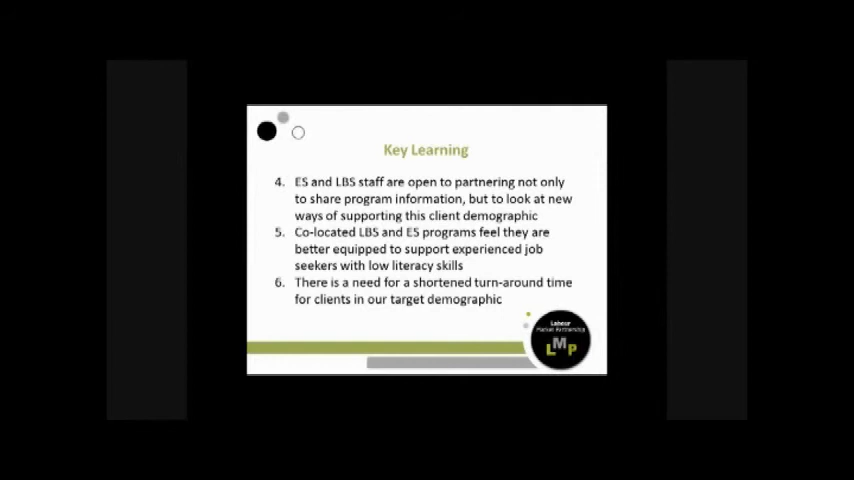 Key Learning
4. ES and LBS staff are open to partnering not only
to share program information, but to look at new
ways of supporting this client demographic
5. Co-located LBS and ES programs feel they are
better equipped to support experienced job
seekers with low literacy skills
6. There is a need for a shortened turn-around time
for clients in our target demographic
Labour
Market Partnership
LMP